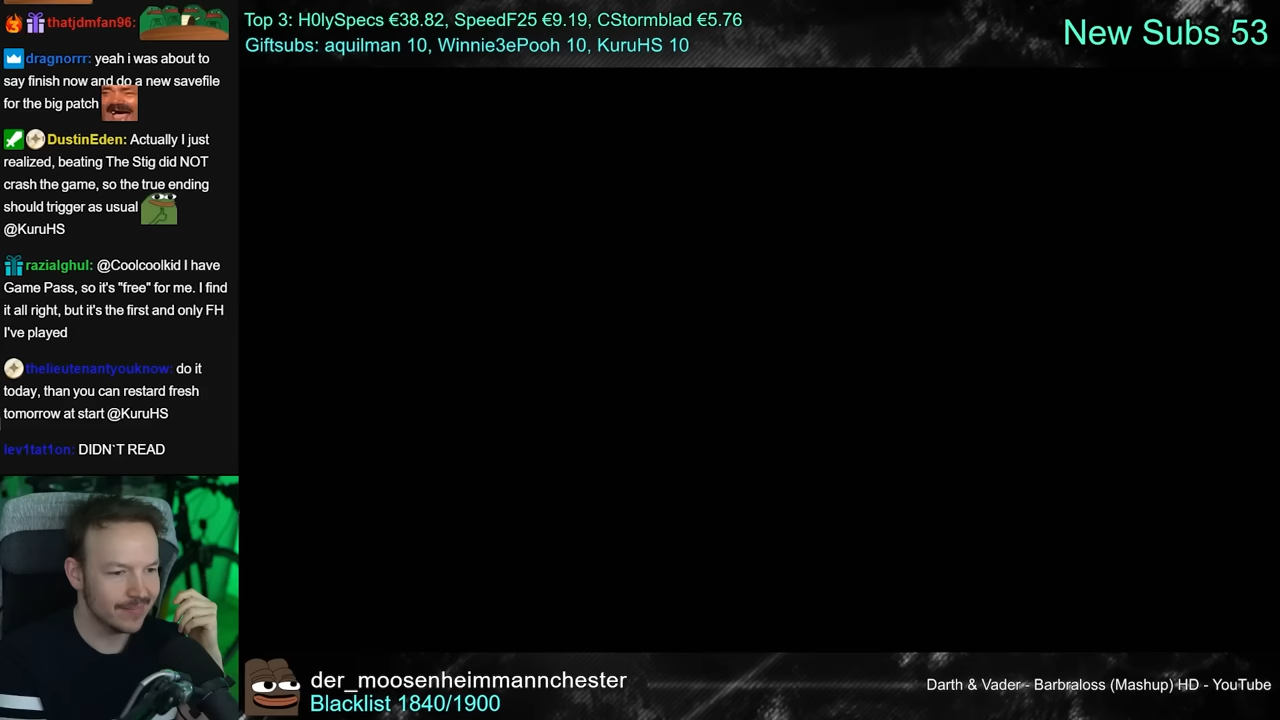 thatjdmfan96:
dragnorrr: yeah i was about to
say finish now and do a new savefile
for the big patch
DustinEden: Actually I just
realized, beating The Stig did NOT
crash the game, so the true ending
should trigger as usual
@KuruHS
razialghul: @Coolcoolkid I have
Game Pass, so it's "free" for me. I find
it all right, but it's the first and only FH
I've played
thelieutenantyouknow: do it
today, than you can restard fresh
tomorrow at start @KuruHS
lev1tat1on: DIDN`T READ
Top 3: H0lySpecs €38.82, SpeedF25 €9.19, CStormblad €5.76
Giftsubs: aquilman 10, Winnie3ePooh 10, KuruHS 10
New Subs 53
der_moosenheimmannchester
Blacklist 1840/1900
Darth & Vader - Barbraloss (Mashup) HD - YouTube